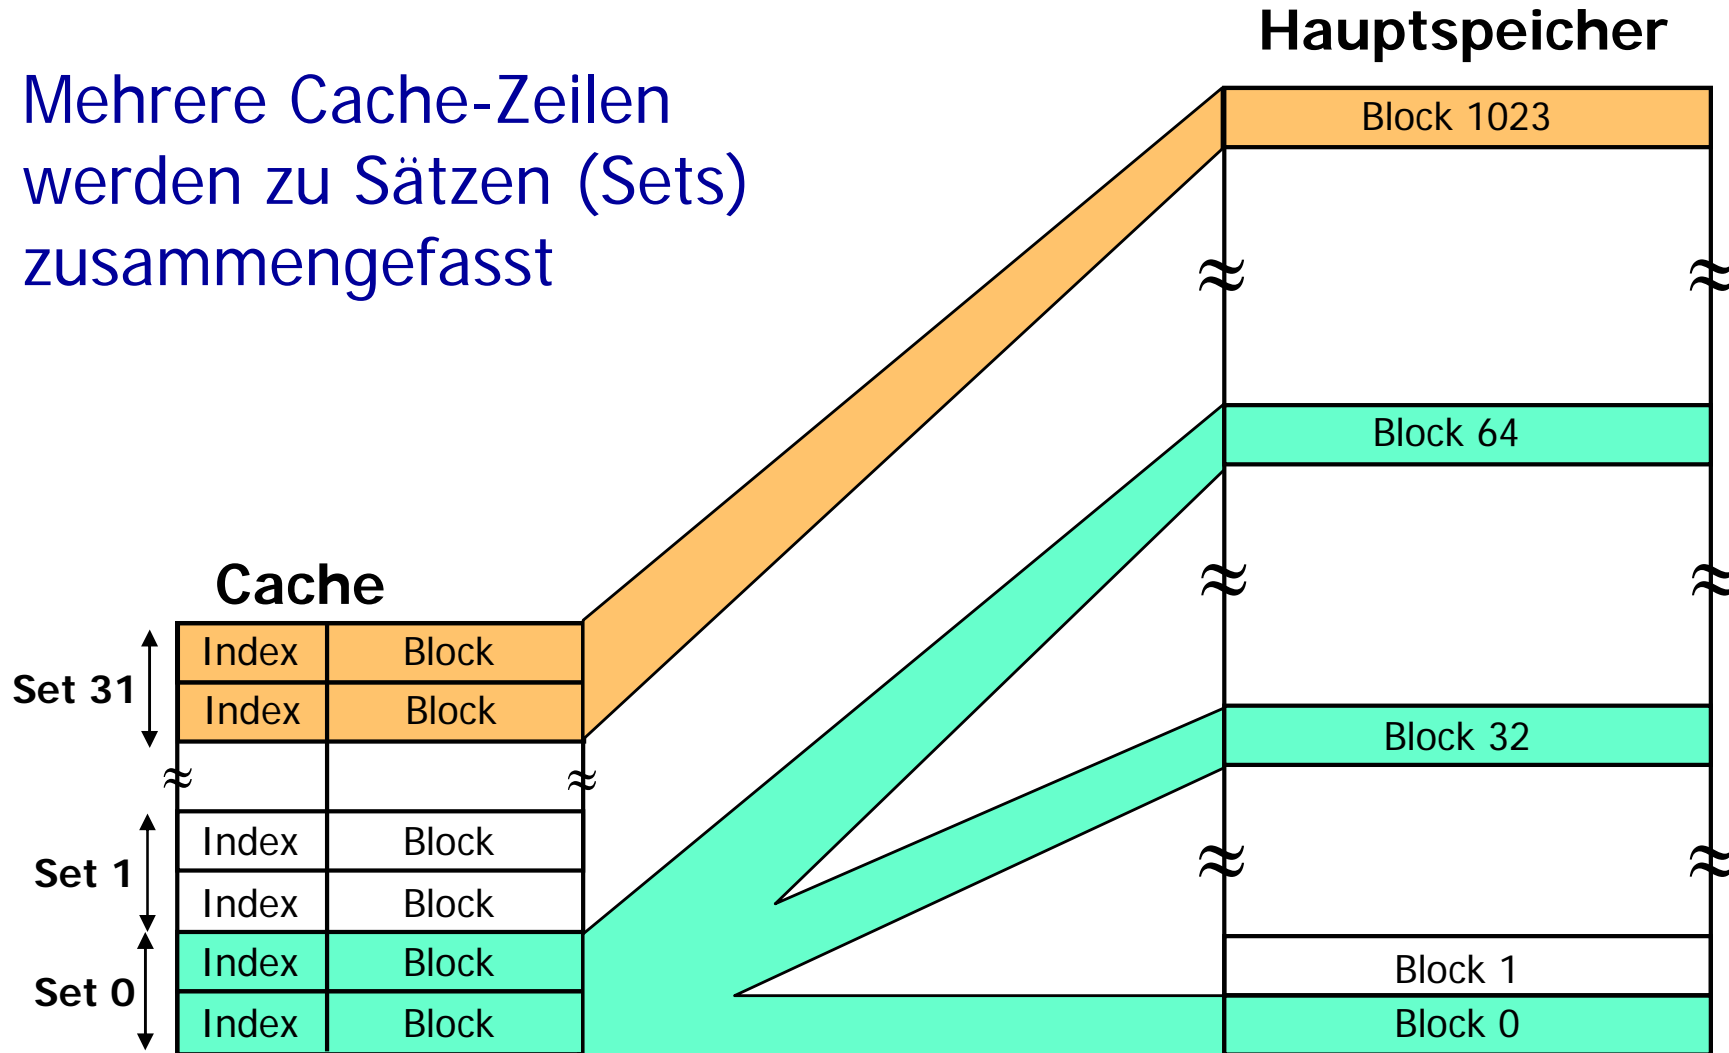 Hauptspeicher
Mehrere Cache-Zeilen
werden zu Sätzen (Sets)
zusammengefasst
Block 1023
Block 64
Block 32
Block 1
Block 0
Cache
Set 31
Index Block
Index Block
Set 1
Index Block
Index Block
Set 0
Index Block
Index Block